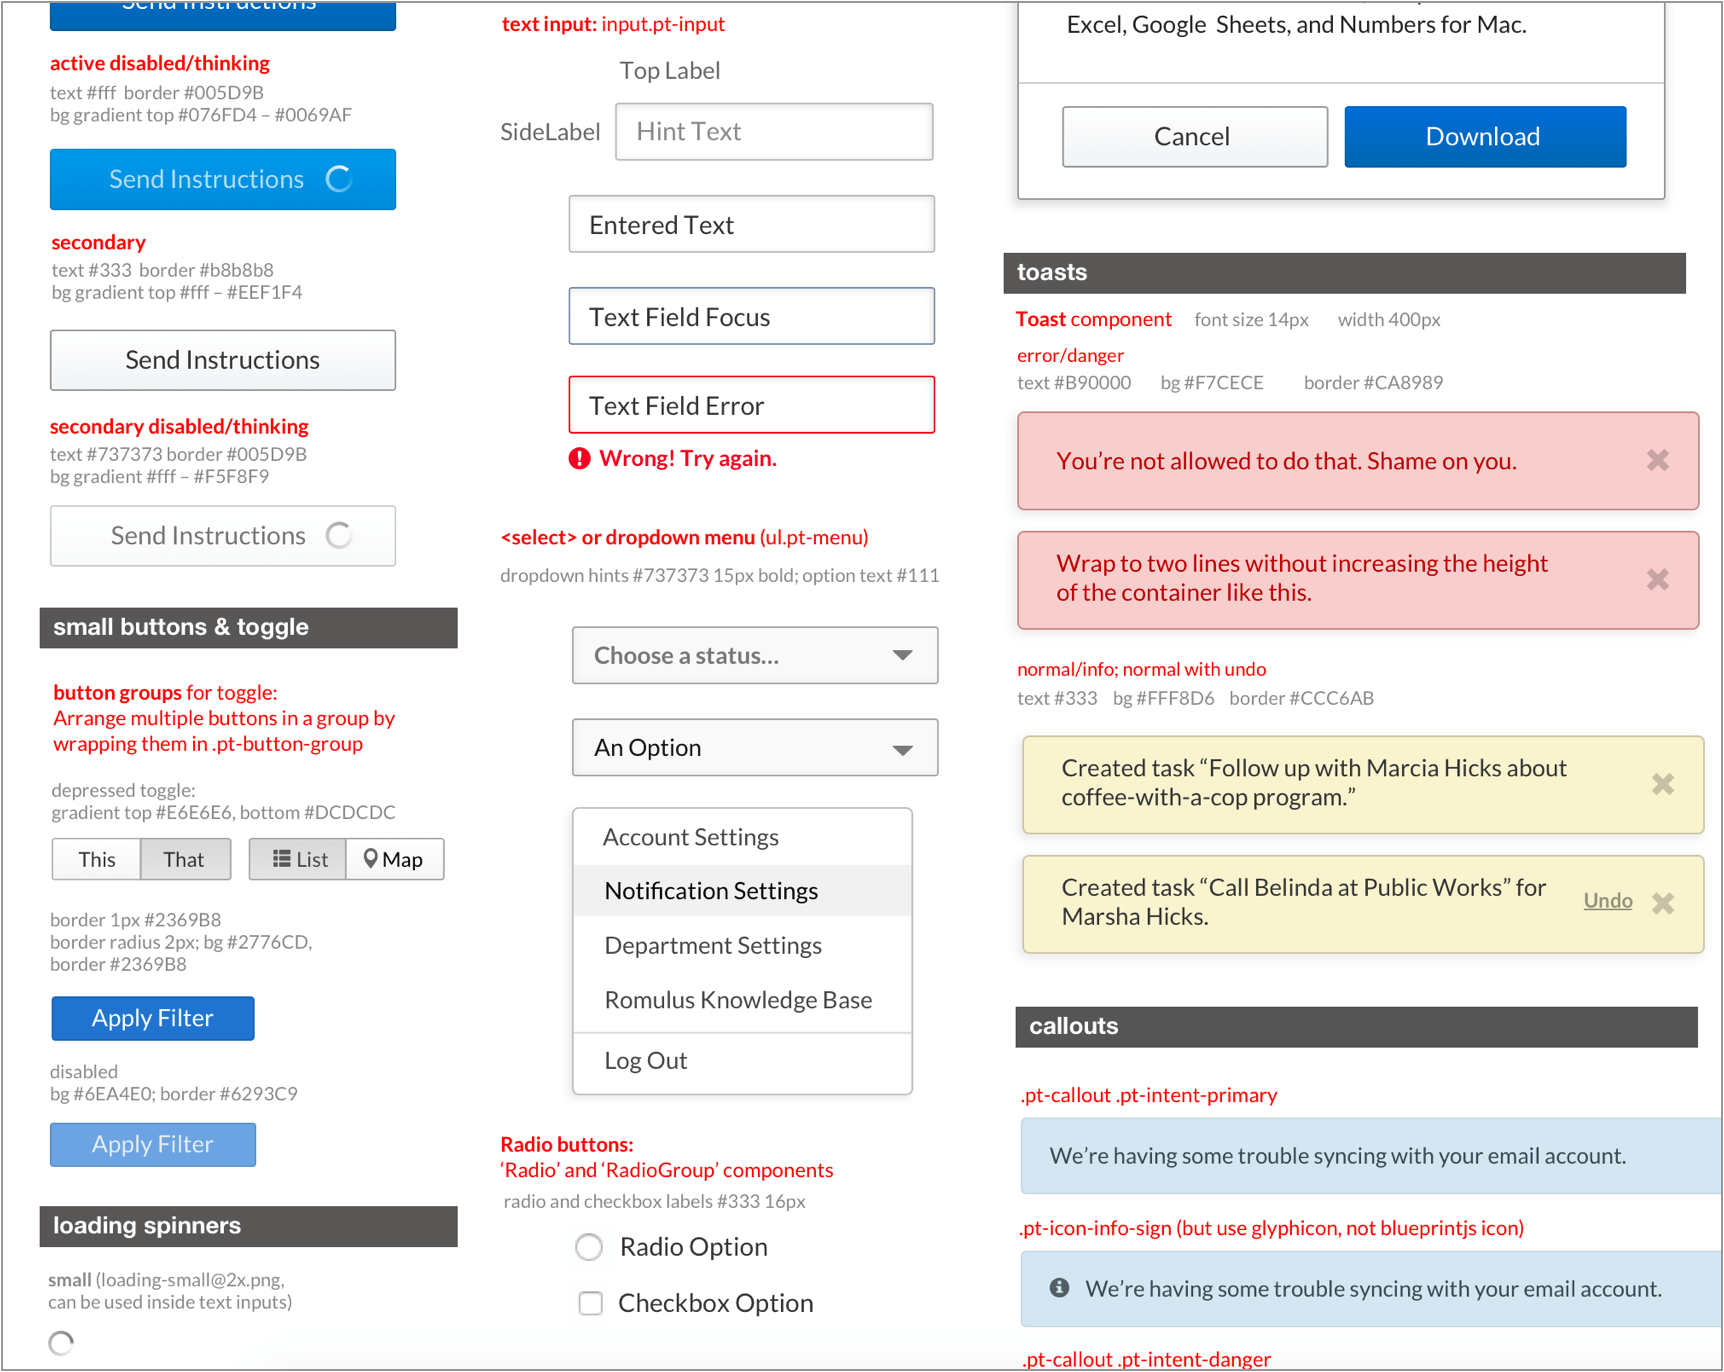 Send Instructions
active disabled/thinking
text #fff border #005D9B
bg gradient top #076FD4 – #0069AF
Send Instructions
secondary
text #333 border #b8b8b8
bg gradient top #fff – #EEF1F4
Send Instructions
secondary disabled/thinking
text #737373 border #005D9B
bg gradient #fff – #F5F8F9
Send Instructions
small buttons & toggle
button groups for toggle:
Arrange multiple buttons in a group by
wrapping them in .pt-button-group
depressed toggle:
gradient top #E6E6E6, bottom #DCDCDC
This That List Map
border 1px #2369B8
border radius 2px; bg #2776CD,
border #2369B8
Apply Filter
disabled
bg #6EA4E0; border #6293C9
Apply Filter
loading spinners
small (loading-small@2x.png,
can be used inside text inputs)
text input: input.pt-input
Top Label
SideLabel Hint Text
Entered Text
Text Field Focus
Text Field Error
Wrong! Try again.
<select> or dropdown menu (ul.pt-menu)
dropdown hints #737373 15px bold; option text #111
Choose a status...
An Option
Account Settings
Notification Settings
Department Settings
Romulus Knowledge Base
Log Out
Radio buttons:
‘Radio’ and ‘RadioGroup’ components
radio and checkbox labels #333 16px
Radio Option
Checkbox Option
Excel, Google Sheets, and Numbers for Mac.
Cancel Download
toasts
Toast component font size 14px width 400px
error/danger
text #B90000 bg #F7CECE border #CA8989
You’re not allowed to do that. Shame on you.
Wrap to two lines without increasing the height
of the container like this.
normal/info; normal with undo
text #333 bg #FFF8D6 border #CCC6AB
Created task “Follow up with Marcia Hicks about
coffee-with-a-cop program.”
Created task “Call Belinda at Public Works” for
Marsha Hicks.
Undo
callouts
.pt-callout .pt-intent-primary
We’re having some trouble syncing with your email account.
.pt-icon-info-sign (but use glyphicon, not blueprintjs icon)
We’re having some trouble syncing with your email account.
.pt-callout .pt-intent-danger